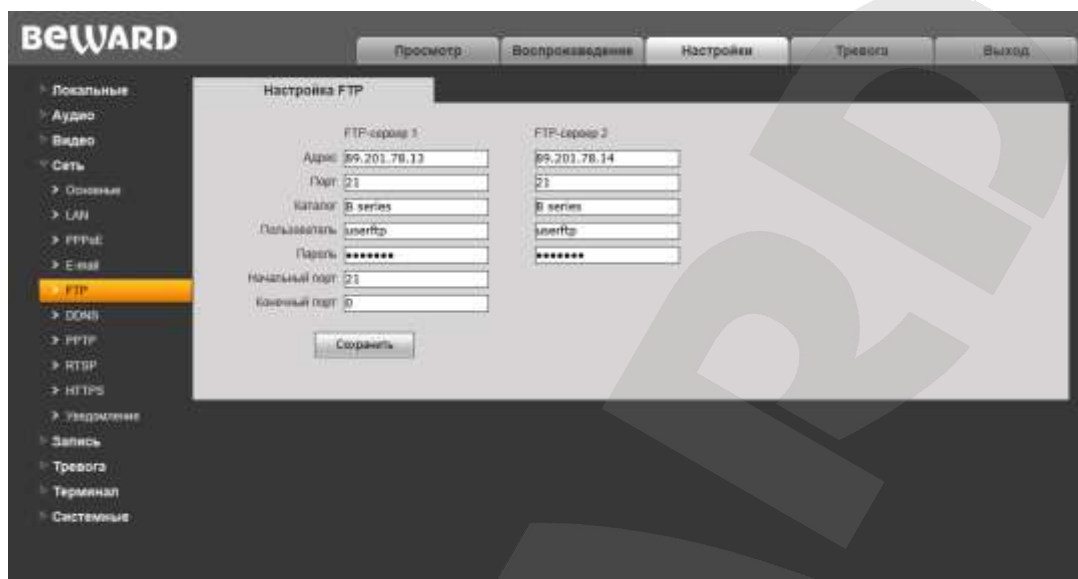 BEWARD
Просмотр Воспроизведение Настройки Тревога Выход
Локальные
Аудио
Видео
Сеть
Основные
LAN
PPPoE
E-mail
FTP
DDNS
PPTP
RTSP
HTTPS
Уведомление
Запись
Тревога
Терминал
Системные
Настройка FTP
FTP-сервер 1 FTP-сервер 2
Адрес 89.201.78.13 89.201.78.14
Порт 21 21
Каталог B series B series
Пользователь userftp userftp
Пароль ••••••• •••••••
Начальный порт 21
Конечный порт 0
Сохранить